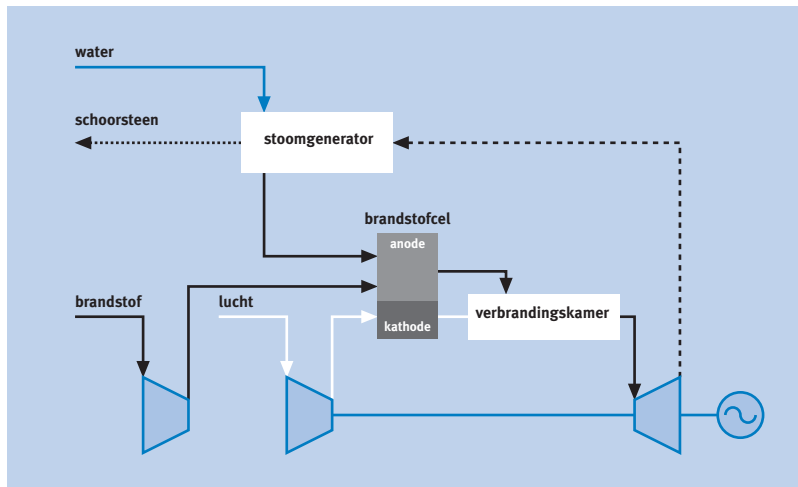 water
schoorsteen
stoomgenerator
brandstofcel
anode
brandstof
lucht
kathode
verbrandingskamer